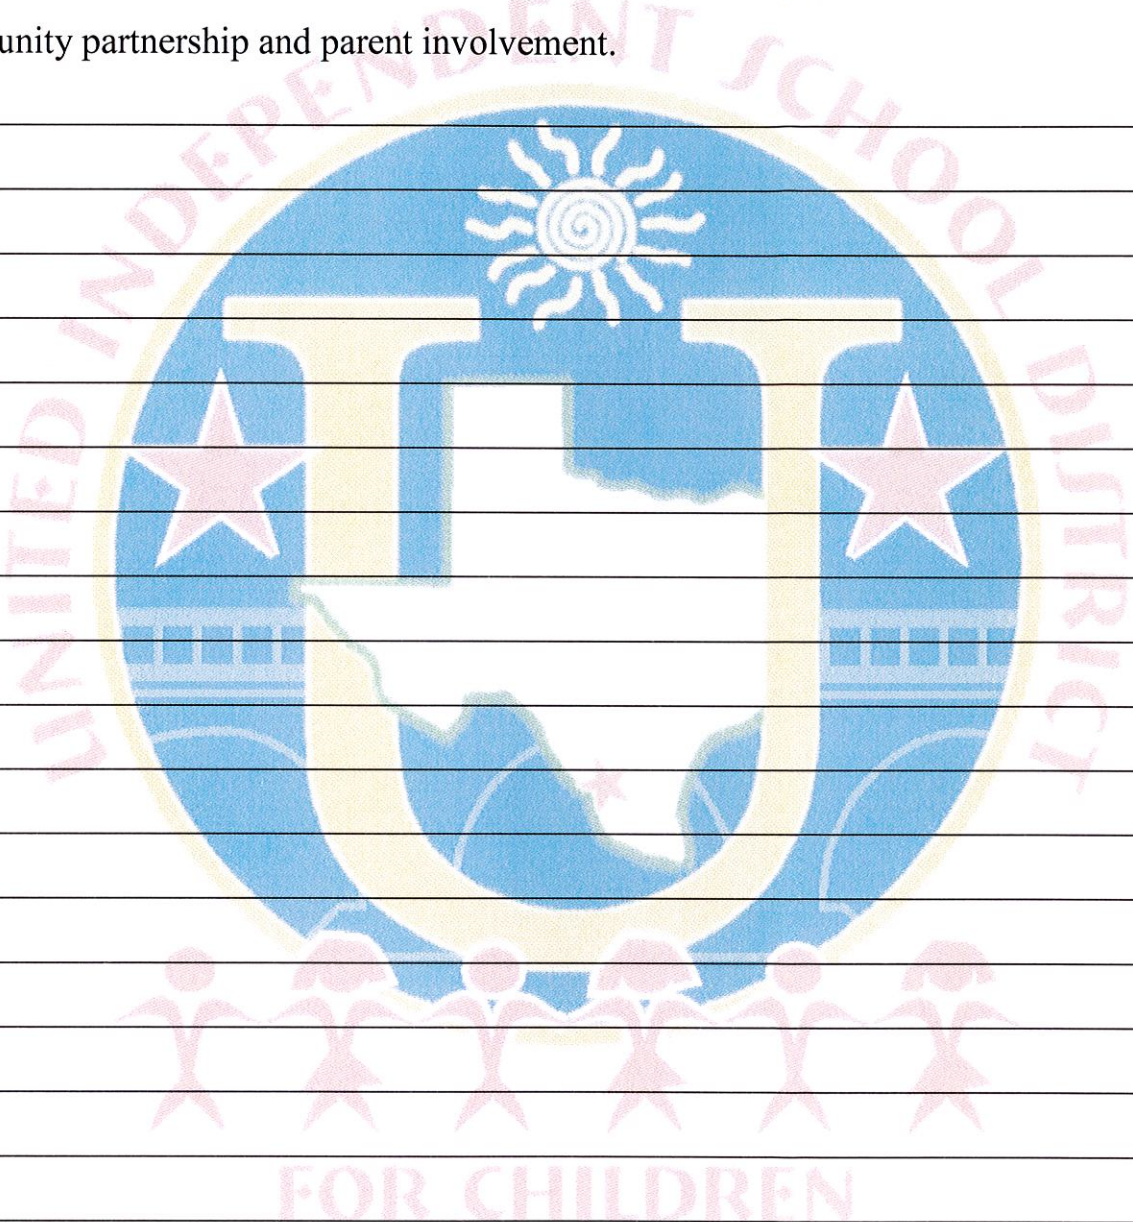 unity partnership and parent involvement.
UNITED INDEPENDENT SCHOOL DISTRICT
U
FOR CHILDREN